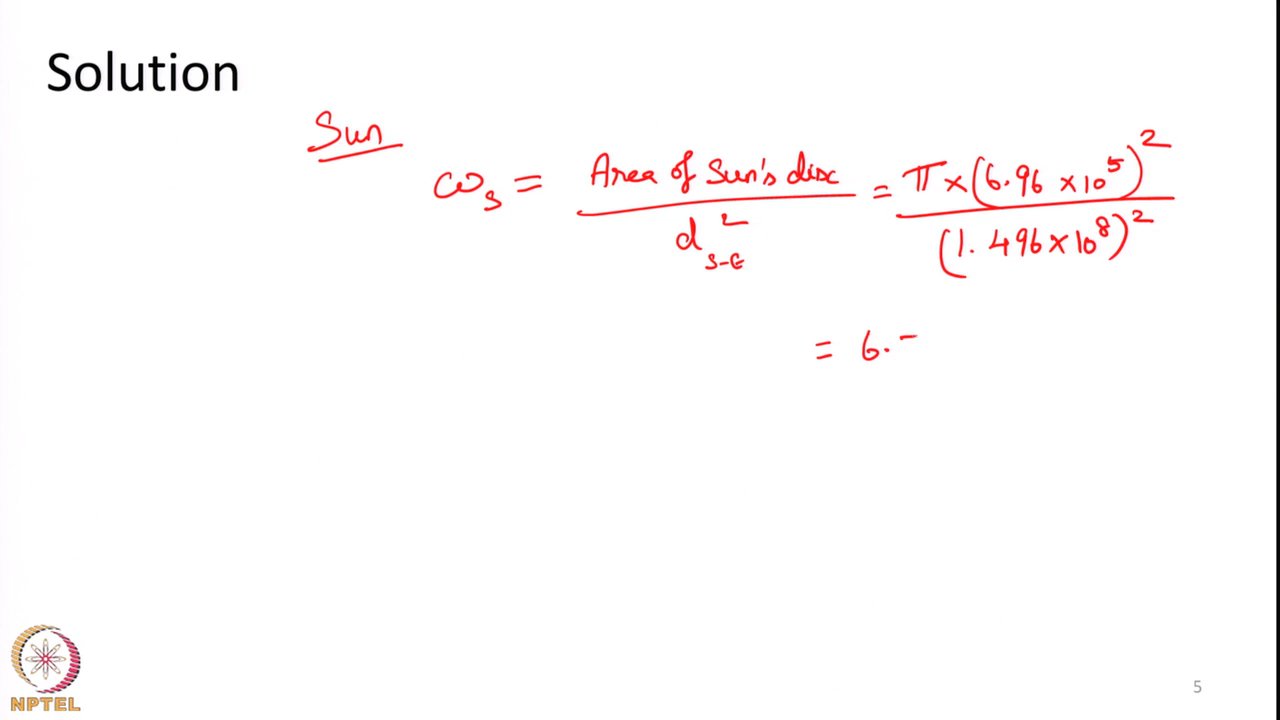 Solution
Sun
ω_s = Area of Sun's disc / d_{s-E}^2 = π × (6.96 × 10^5)^2 / (1.496 × 10^8)^2
= 6.
NPTEL
5